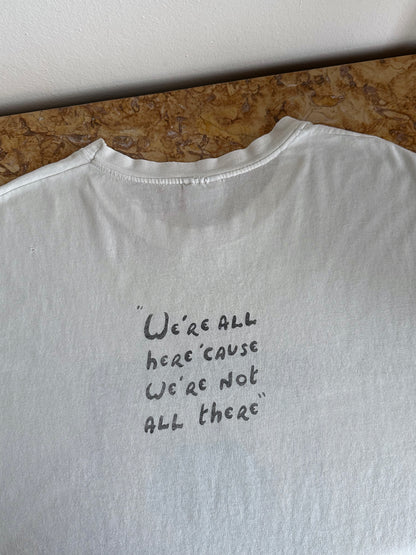 "WE'RE ALL
hERE 'CAUSE
WE'RE NOT
ALL thERE"